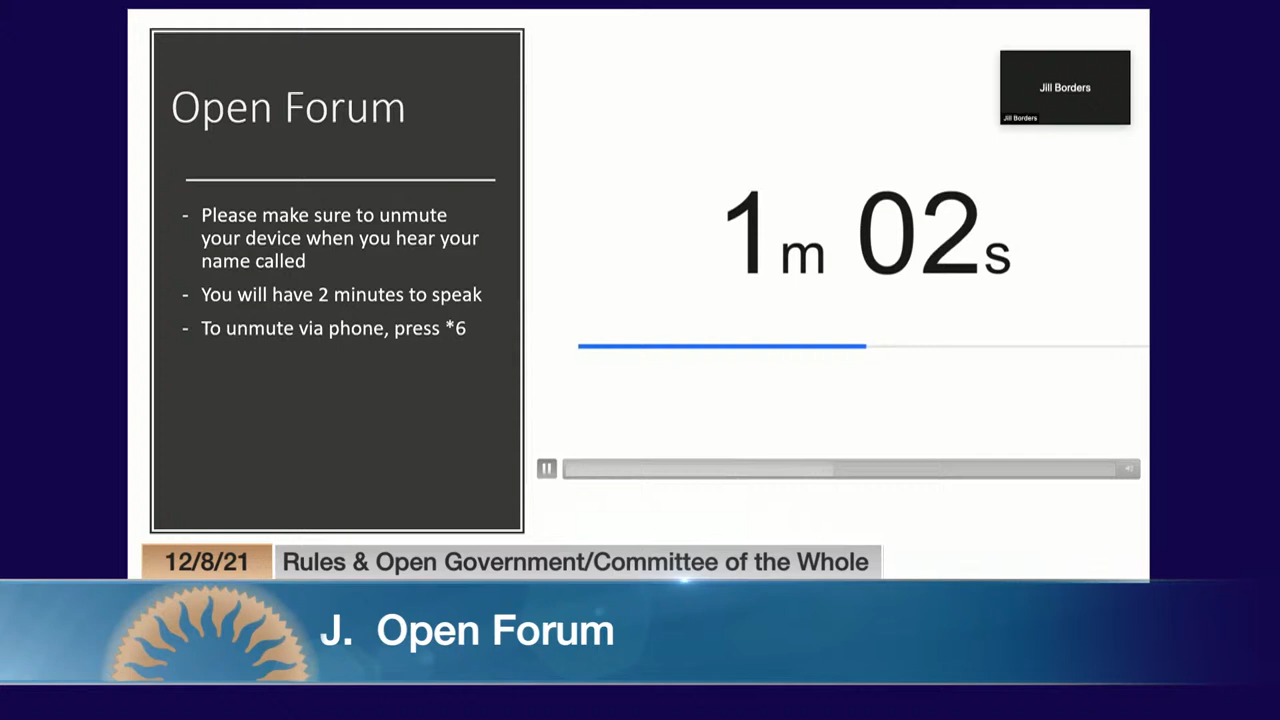 Open Forum
- Please make sure to unmute
your device when you hear your
name called
- You will have 2 minutes to speak
- To unmute via phone, press *6
Jill Borders
Jill Borders
1m 02s
12/8/21 Rules & Open Government/Committee of the Whole
J. Open Forum